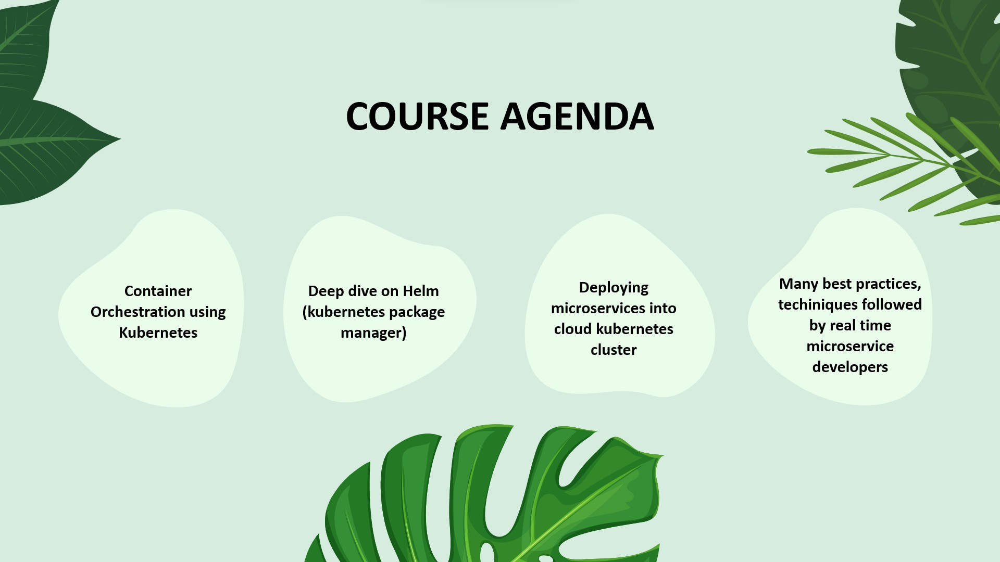 COURSE AGENDA
Container
Orchestration using
Kubernetes
Deep dive on Helm
(kubernetes package
manager)
Deploying
microservices into
cloud kubernetes
cluster
Many best practices,
techiniques followed
by real time
microservice
developers